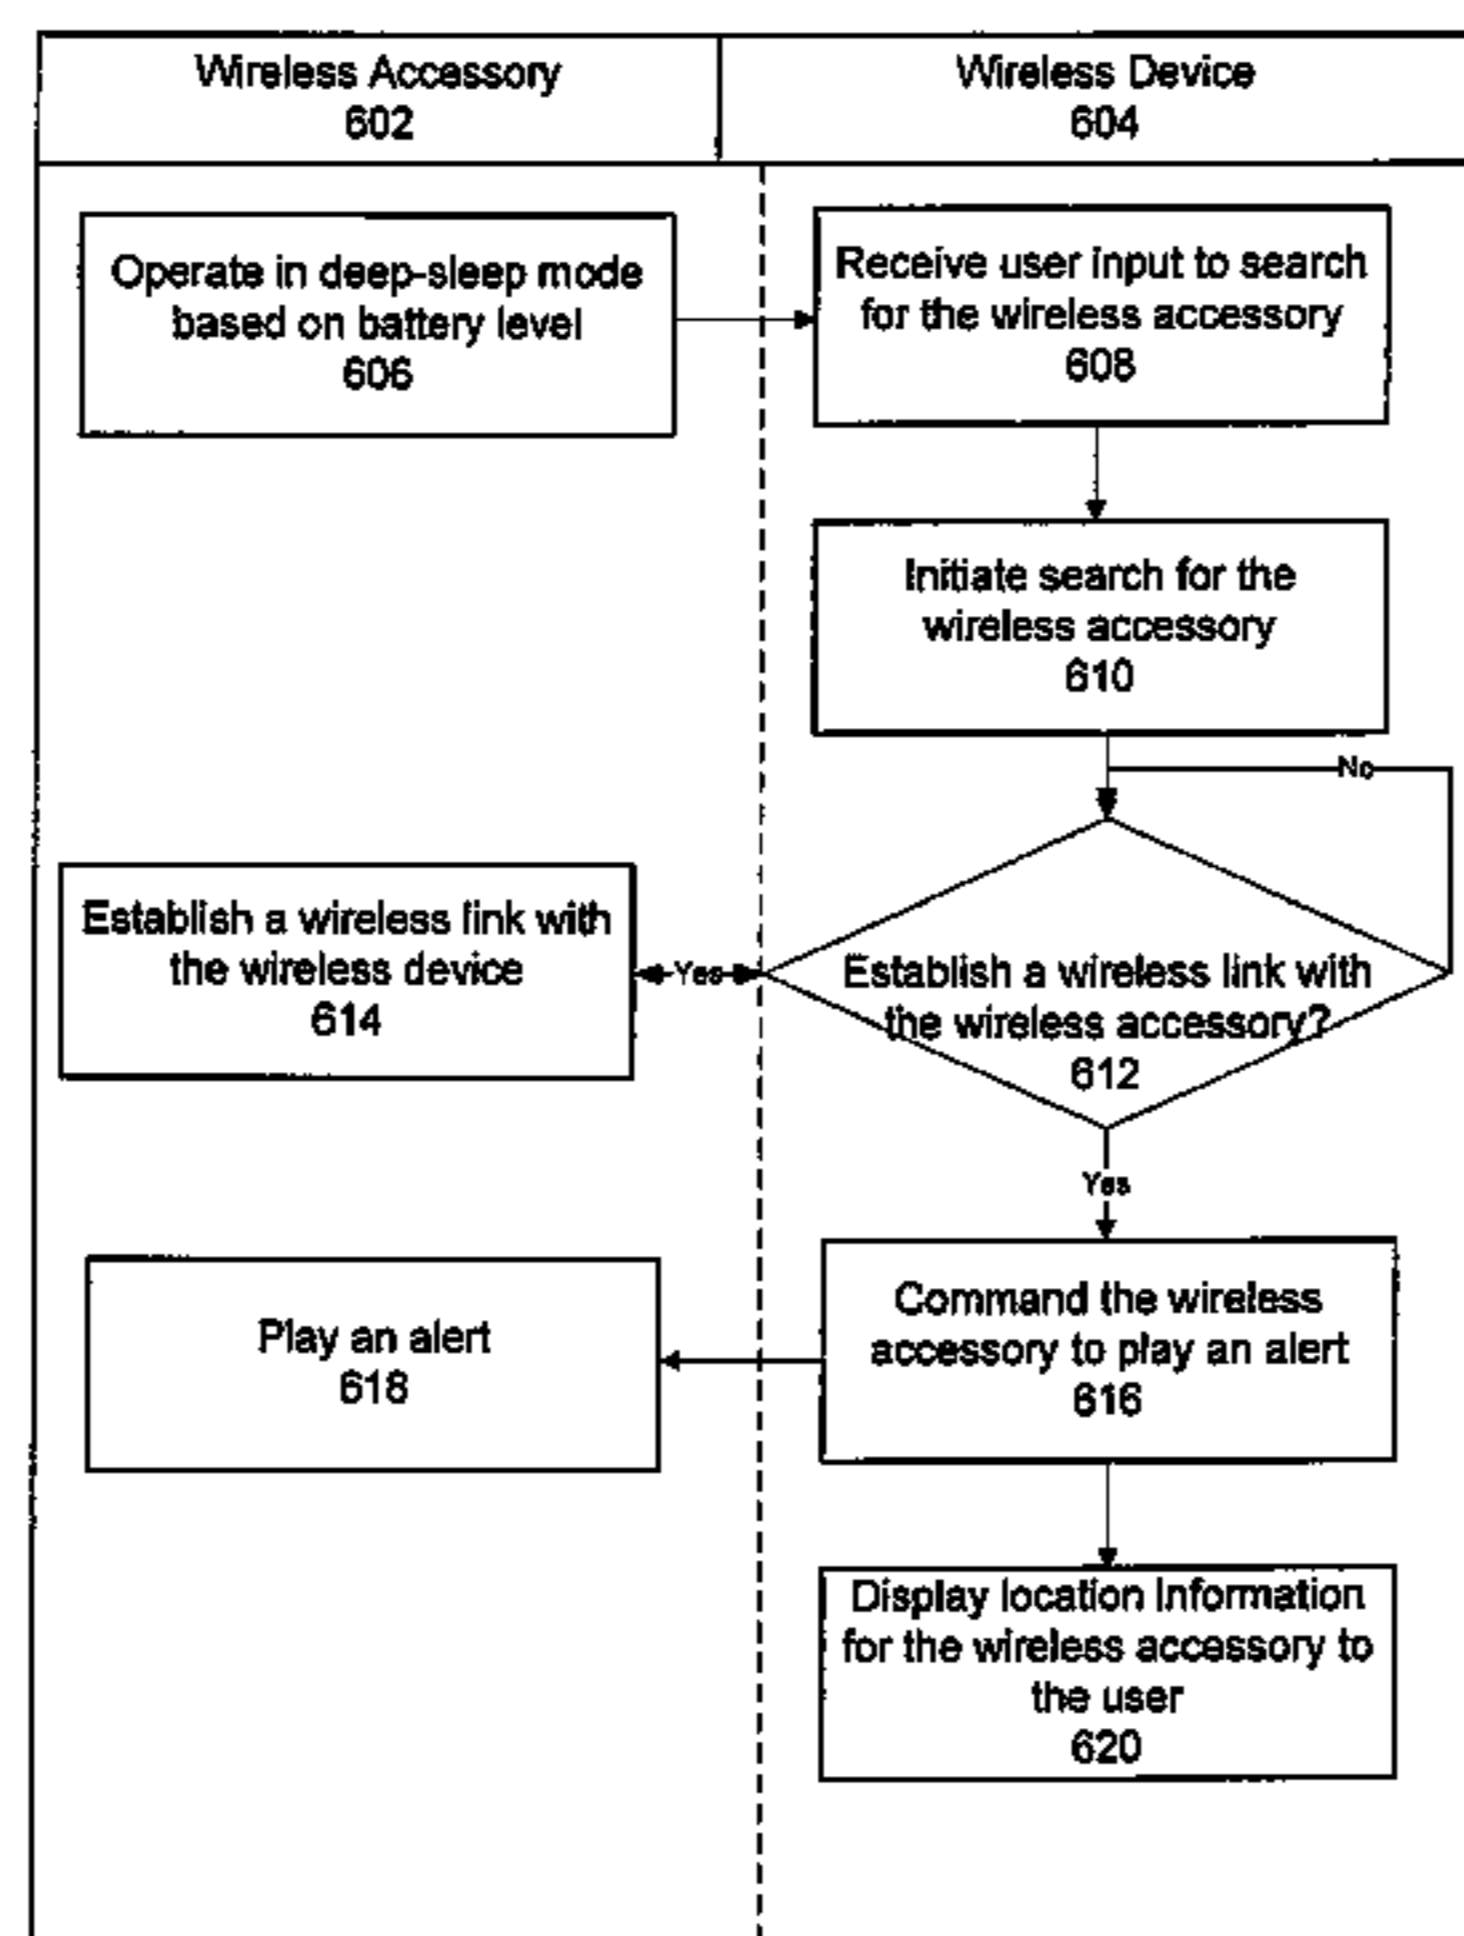 Wireless Accessory
602
Wireless Device
604
Operate in deep-sleep mode
based on battery level
606
Receive user input to search
for the wireless accessory
608
Initiate search for the
wireless accessory
610
No
Establish a wireless link with
the wireless device
614
Yes
Establish a wireless link with
the wireless accessory?
612
Yes
Play an alert
618
Command the wireless
accessory to play an alert
616
Display location Information
for the wireless accessory to
the user
620